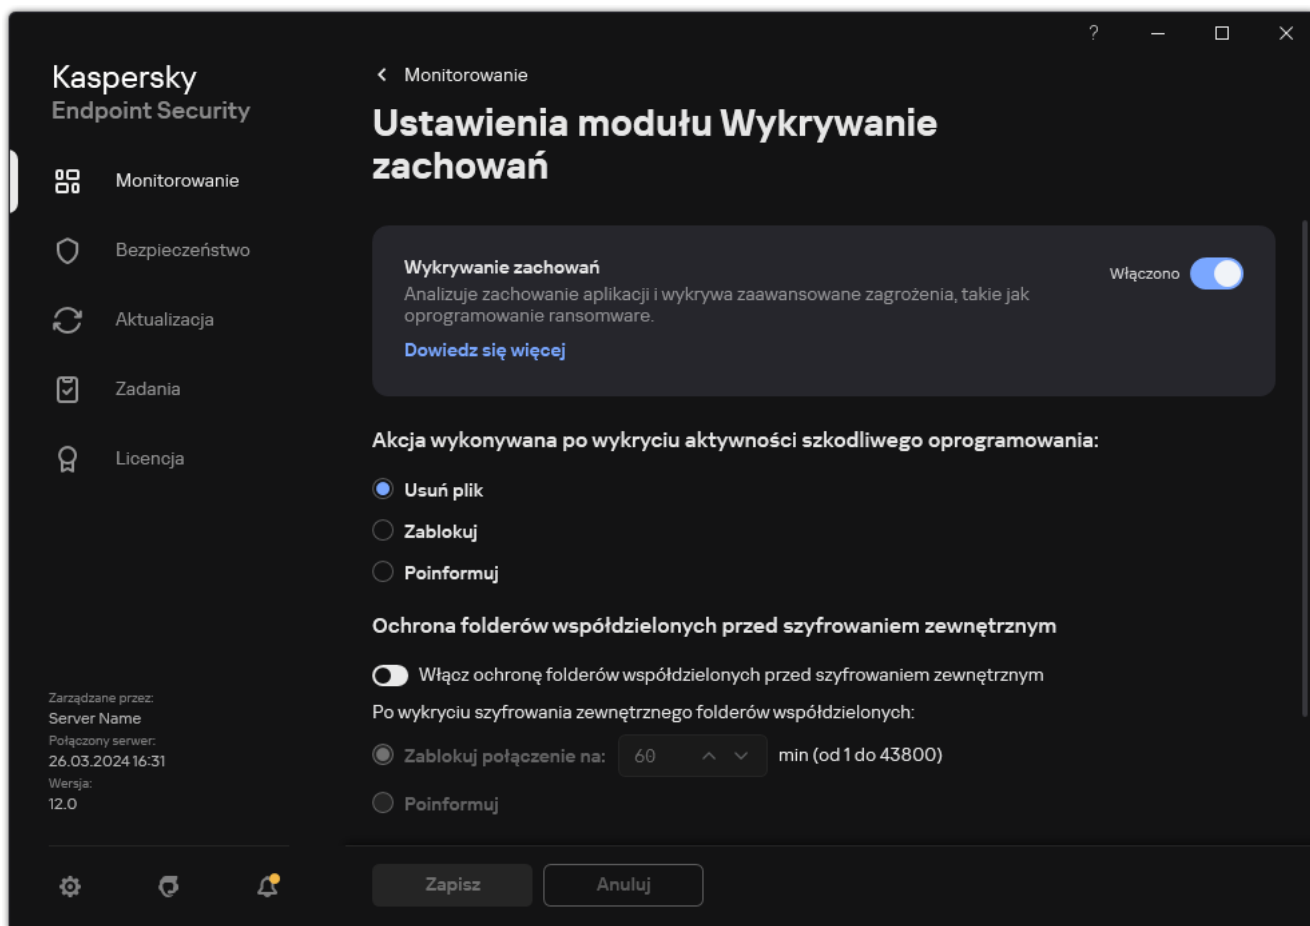 ?
Kaspersky
Endpoint Security
Monitorowanie
Bezpieczeństwo
Aktualizacja
Zadania
Licencja
Zarządzane przez:
Server Name
Połączony serwer:
26.03.2024 16:31
Wersja:
12.0
Monitorowanie
Ustawienia modułu Wykrywanie
zachowań
Wykrywanie zachowań
Włączono
Analizuje zachowanie aplikacji i wykrywa zaawansowane zagrożenia, takie jak
oprogramowanie ransomware.
Dowiedz się więcej
Akcja wykonywana po wykryciu aktywności szkodliwego oprogramowania:
Usuń plik
Zablokuj
Poinformuj
Ochrona folderów współdzielonych przed szyfrowaniem zewnętrznym
Włącz ochronę folderów współdzielonych przed szyfrowaniem zewnętrznym
Po wykryciu szyfrowania zewnętrznego folderów współdzielonych:
Zablokuj połączenie na: 60 min (od 1 do 43800)
Poinformuj
Zapisz
Anuluj